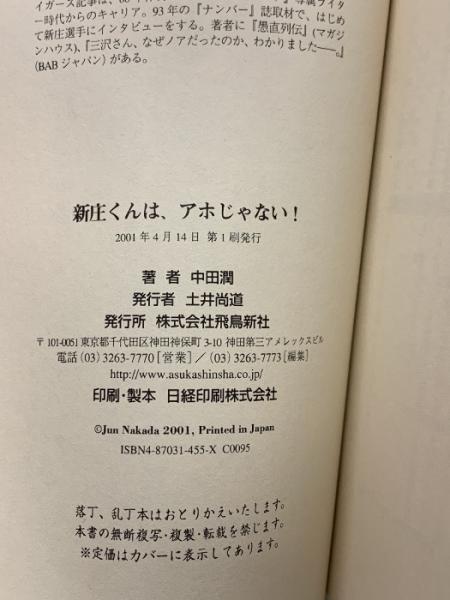 イガーズ記事は、
専属ライタ
ー時代からのキャリア。93年の『ナンバー』誌取材で、はじめ
て新庄選手にインタビューをする。著者に『愚直列伝』(マガジ
ンハウス)、『三沢さん、なぜノアだったのか、わかりました――。』
(BABジャパン)がある。
新庄くんは、アホじゃない!
2001年4月14日 第1刷発行
著 者 中田潤
発行者 土井尚道
発行所 株式会社飛鳥新社
〒101-0051 東京都千代田区神田神保町3-10 神田第三アメレックスビル
電話(03)3263-7770[営業]/(03)3263-7773[編集]
http://www.asukashinsha.co.jp/
印刷・製本 日経印刷株式会社
©Jun Nakada 2001, Printed in Japan
ISBN4-87031-455-X C0095
落丁、乱丁本はおとりかえいたします。
本書の無断複写・複製・転載を禁じます。
※定価はカバーに表示してあります。